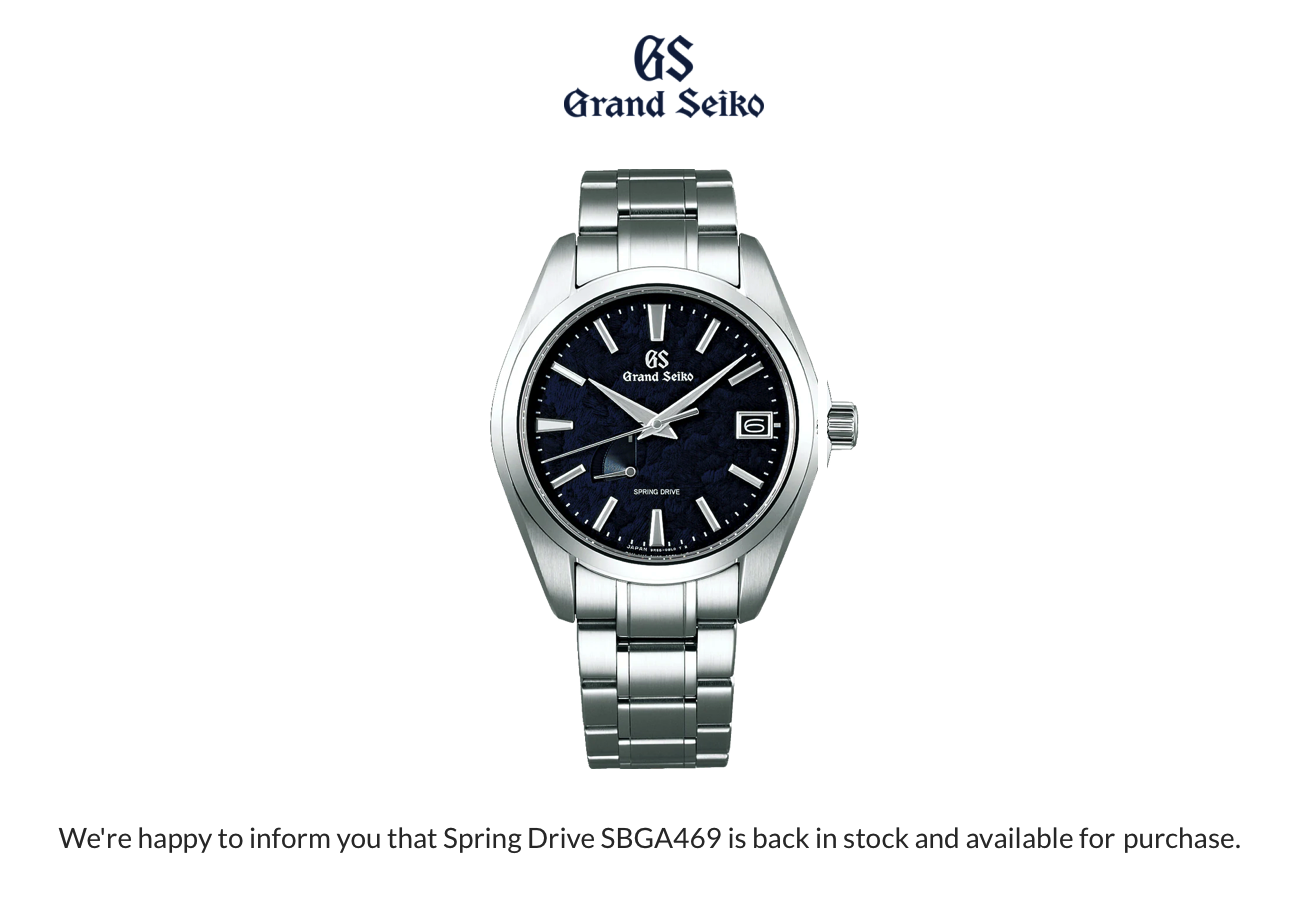 GS
Grand Seiko
GS
Grand Seiko
6
SPRING DRIVE
JAPAN
We're happy to inform you that Spring Drive SBGA469 is back in stock and available for purchase.